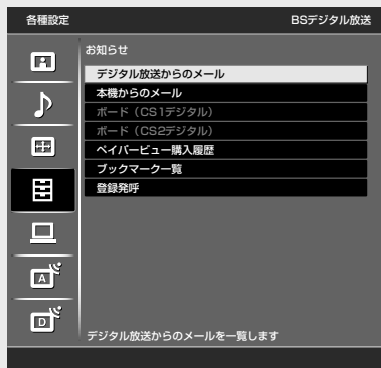 各種設定 BSデジタル放送
お知らせ
デジタル放送からのメール
本機からのメール
ボード（CS1デジタル）
ボード（CS2デジタル）
ペイパービュー購入履歴
ブックマーク一覧
登録発呼
A
D
デジタル放送からのメールを一覧します